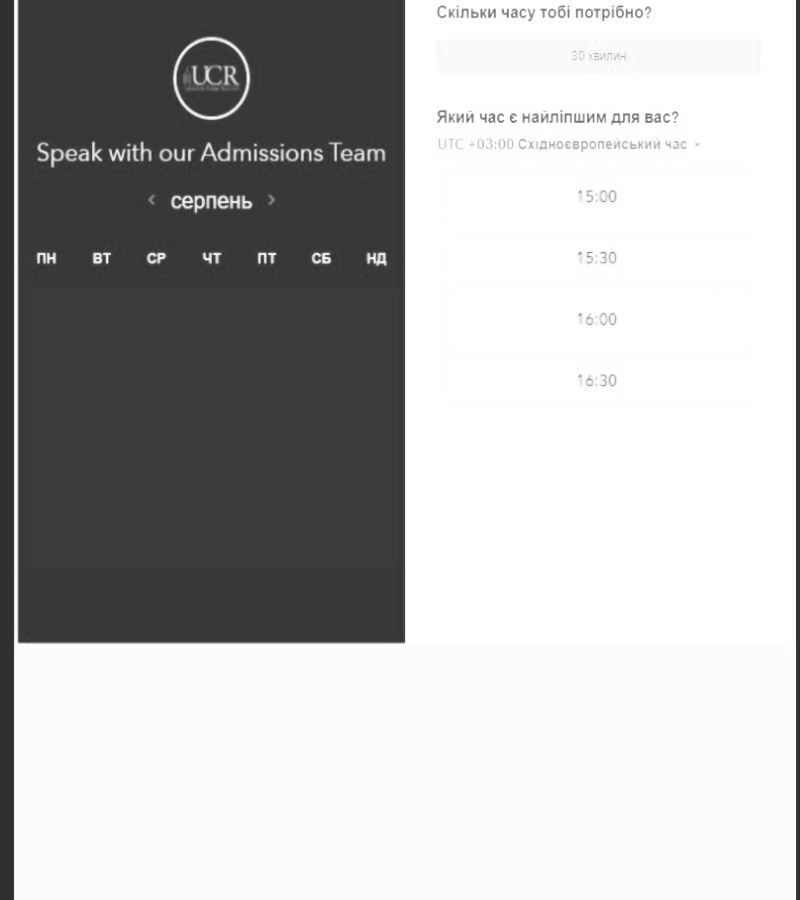 UCR
Speak with our Admissions Team
серпень
ПН ВТ СР ЧТ ПТ СБ НД
Скільки часу тобі потрібно?
30 хвилин
Який час є найліпшим для вас?
UTC +03:00 Східноєвропейський час
15:00
15:30
16:00
16:30